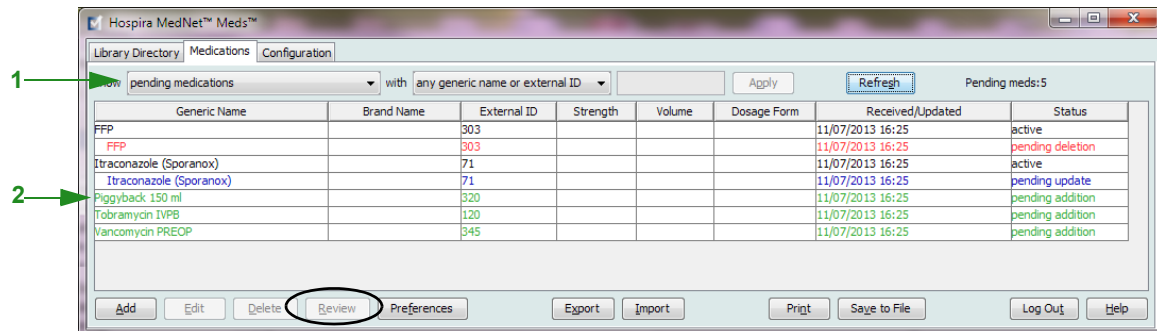 Hospira MedNet™ Meds™
Library Directory Medications Configuration
1 pending medications with any generic name or external ID Apply Refresh Pending meds:5
Generic Name Brand Name External ID Strength Volume Dosage Form Received/Updated Status
FFP 303 11/07/2013 16:25 active
FFP 303 11/07/2013 16:25 pending deletion
Itraconazole (Sporanox) 71 11/07/2013 16:25 active
Itraconazole (Sporanox) 71 11/07/2013 16:25 pending update
2 Piggyback 150 ml 320 11/07/2013 16:25 pending addition
Tobramycin IVPB 120 11/07/2013 16:25 pending addition
Vancomycin PREOP 345 11/07/2013 16:25 pending addition
Add Edit Delete Review Preferences Export Import Print Save to File Log Out Help